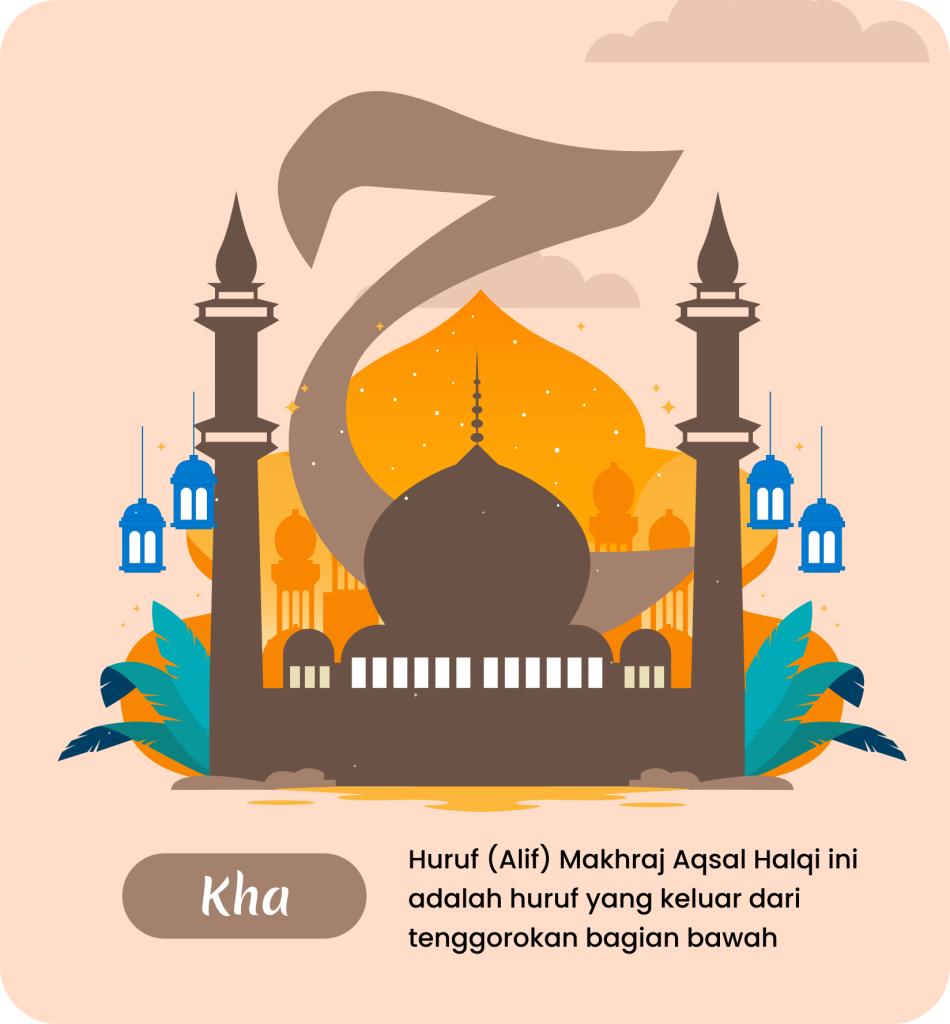 ح
Kha
Huruf (Alif) Makhraj Aqsal Halqi ini
adalah huruf yang keluar dari
tenggorokan bagian bawah